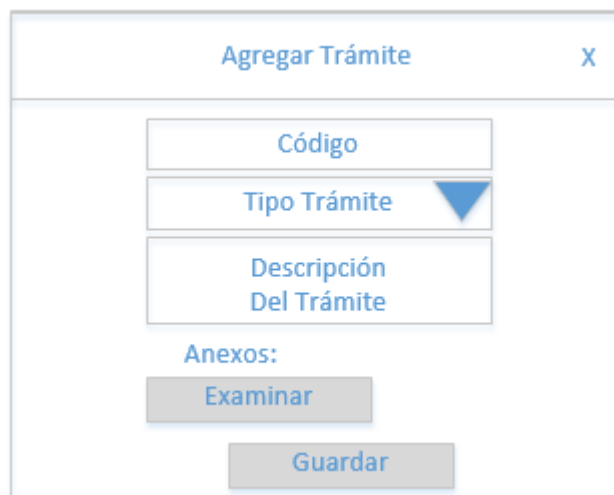 Agregar Trámite X
Código
Tipo Trámite
Descripción
Del Trámite
Anexos:
Examinar
Guardar